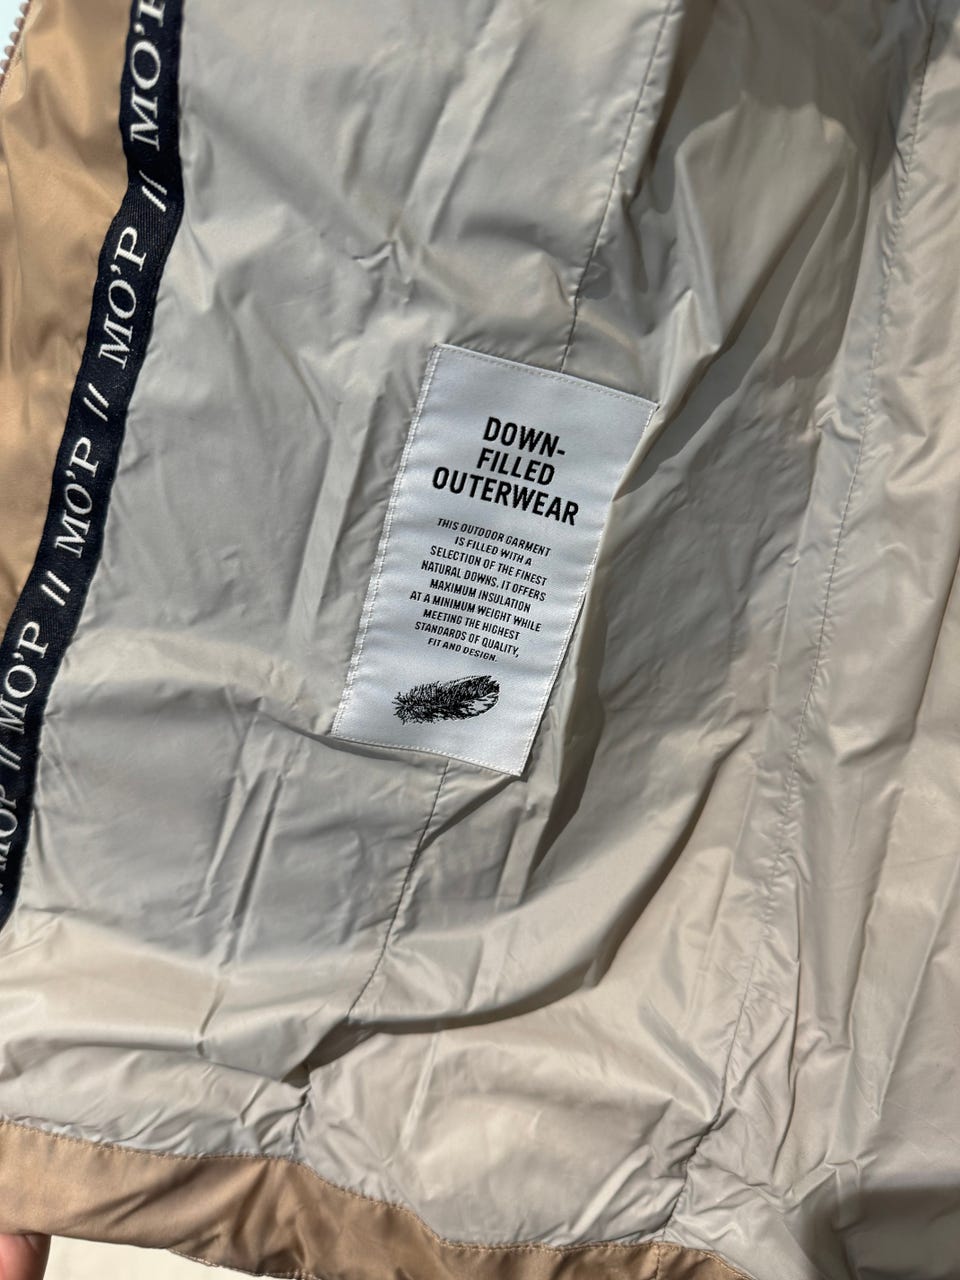 MO'P // MO'P // MO'P // MO'P // MO'P
DOWN-
FILLED
OUTERWEAR
THIS OUTDOOR GARMENT
IS FILLED WITH A
SELECTION OF THE FINEST
NATURAL DOWNS. IT OFFERS
MAXIMUM INSULATION
AT A MINIMUM WEIGHT WHILE
MEETING THE HIGHEST
STANDARDS OF QUALITY,
FIT AND DESIGN.